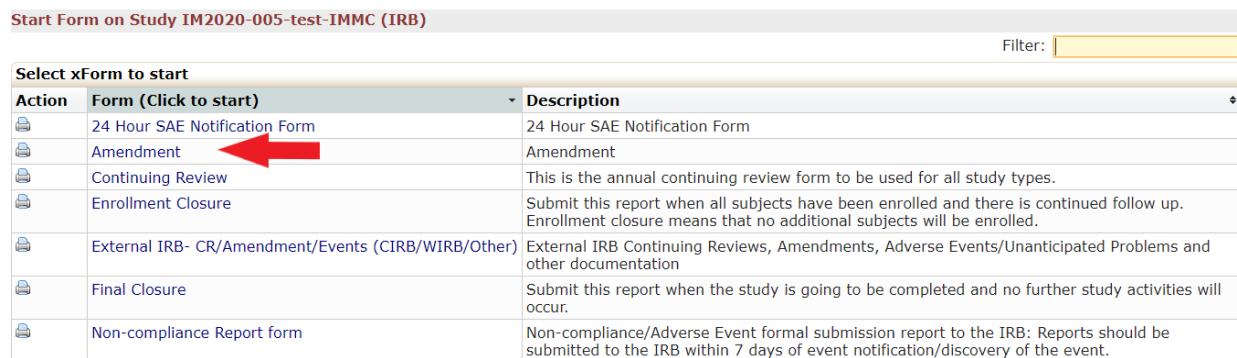 Start Form on Study IM2020-005-test-IMMC (IRB)
Filter:
Select xForm to start
Action Form (Click to start) Description
24 Hour SAE Notification Form 24 Hour SAE Notification Form
Amendment Amendment
Continuing Review This is the annual continuing review form to be used for all study types.
Enrollment Closure Submit this report when all subjects have been enrolled and there is continued follow up.
Enrollment closure means that no additional subjects will be enrolled.
External IRB- CR/Amendment/Events (CIRB/WIRB/Other) External IRB Continuing Reviews, Amendments, Adverse Events/Unanticipated Problems and
other documentation
Final Closure Submit this report when the study is going to be completed and no further study activities will
occur.
Non-compliance Report form Non-compliance/Adverse Event formal submission report to the IRB: Reports should be
submitted to the IRB within 7 days of event notification/discovery of the event.